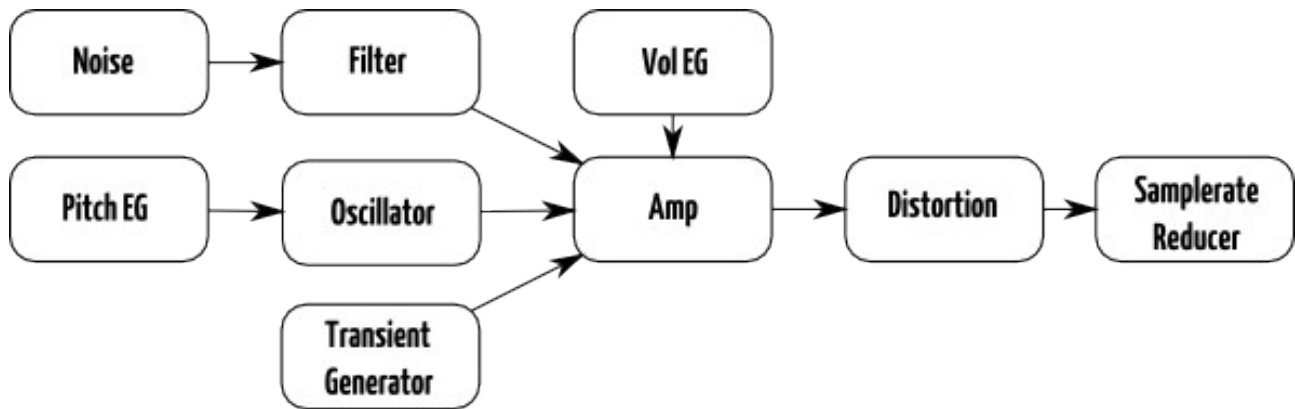 Noise
Filter
Vol EG
Pitch EG
Oscillator
Amp
Distortion
Samplerate
Reducer
Transient
Generator